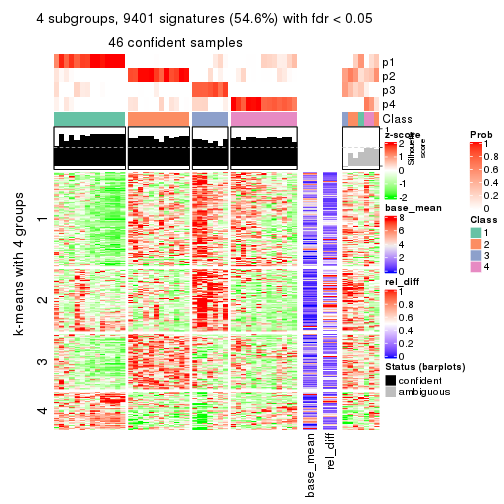 4 subgroups, 9401 signatures (54.6%) with fdr < 0.05
46 confident samples
p1
p2
p3
p4
Class
1
Silhouette
score
k-means with 4 groups
1
2
3
4
base_mean
rel_diff
z-score
2
1
0
-1
-2
base_mean
8
6
4
2
0
rel_diff
1
0.8
0.6
0.4
0.2
0
Status (barplots)
confident
ambiguous
Prob
1
0.8
0.6
0.4
0.2
0
Class
1
2
3
4